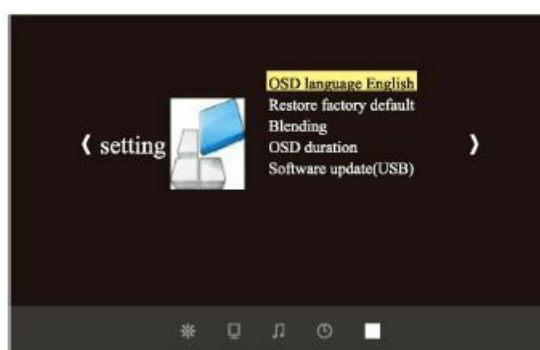 setting
OSD language English
Restore factory default
Blending
OSD duration
Software update(USB)